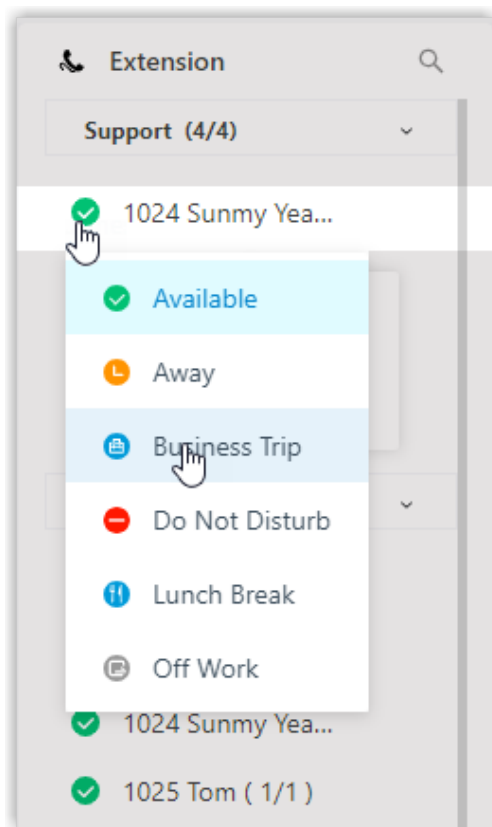 Extension
Support (4/4)
1024 Sunmy Yea...
Available
Away
Business Trip
Do Not Disturb
Lunch Break
Off Work
1024 Sunmy Yea...
1025 Tom ( 1/1 )